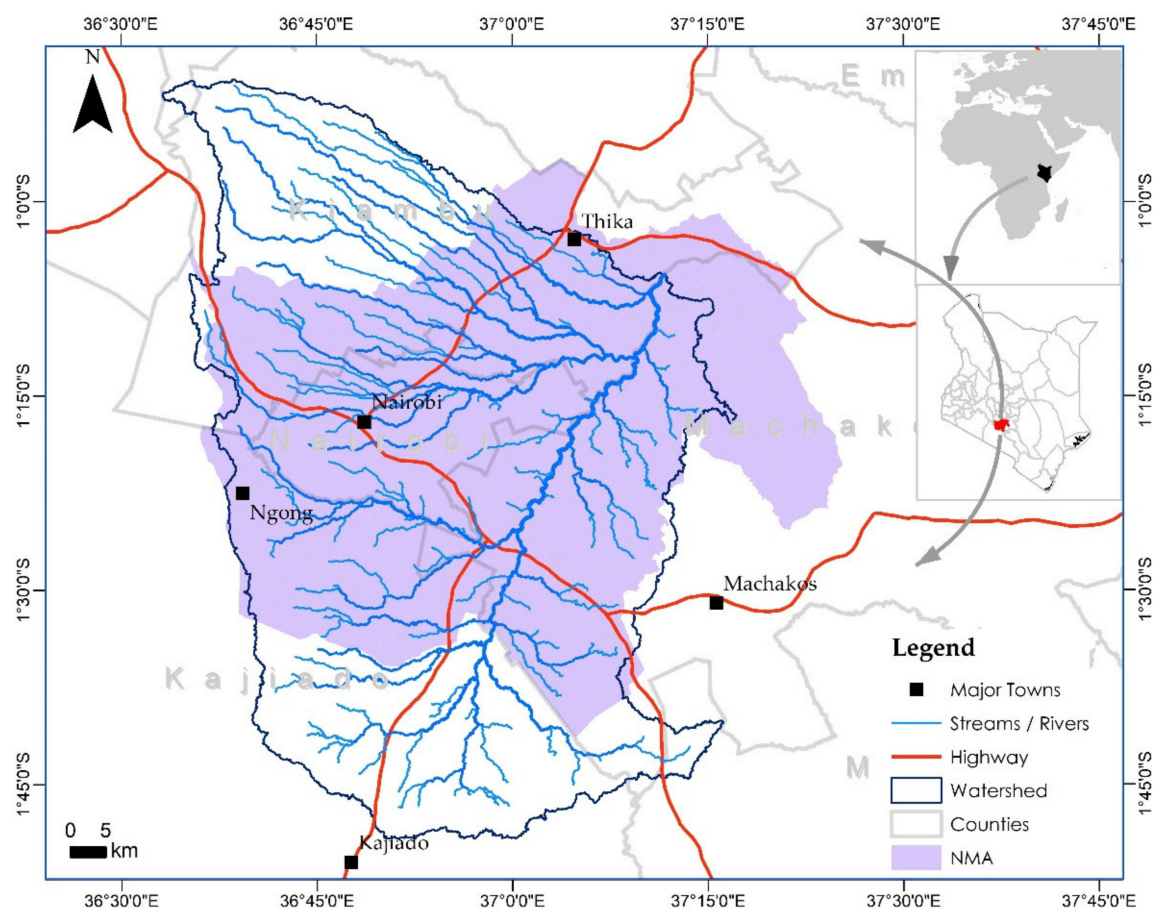 36°30'0"E 36°45'0"E 37°0'0"E 37°15'0"E 37°30'0"E 37°45'0"E
N
Em
1°0'0"S
1°0'0"S
Kiambu
Thika
1°15'0"S
1°15'0"S
Nairobi
Nairobi
Machak
Ngong
1°30'0"S
1°30'0"S
Machakos
Kajiado
Legend
Major Towns
Streams / Rivers
Highway
Watershed
Counties
NMA
M
1°45'0"S
1°45'0"S
0 5
km
Kajiado
36°30'0"E 36°45'0"E 37°0'0"E 37°15'0"E 37°30'0"E 37°45'0"E